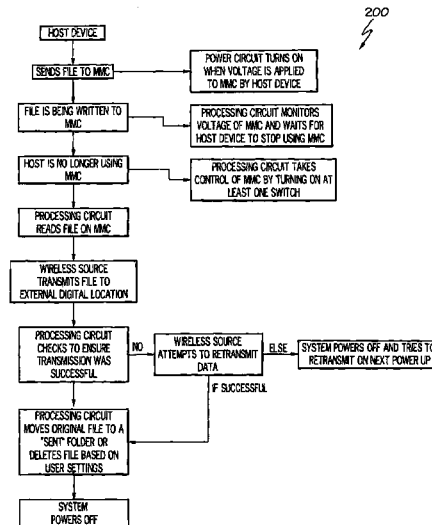 200
HOST DEVICE
SENDS FILE TO MMC
POWER CIRCUIT TURNS ON
WHEN VOLTAGE IS APPLIED
TO MMC BY HOST DEVICE
FILE IS BEING WRITTEN TO
MMC
PROCESSING CIRCUIT MONITORS
VOLTAGE OF MMC AND WAITS FOR
HOST DEVICE TO STOP USING MMC
HOST IS NO LONGER USING
MMC
PROCESSING CIRCUIT TAKES
CONTROL OF MMC BY TURNING ON AT
LEAST ONE SWITCH
PROCESSING CIRCUIT
READS FILE ON MMC
WIRELESS SOURCE
TRANSMITS FILE TO
EXTERNAL DIGITAL LOCATION
PROCESSING CIRCUIT
CHECKS TO ENSURE
TRANSMISSION WAS
SUCCESSFUL
NO
WIRELESS SOURCE
ATTEMPTS TO RETRANSMIT
DATA
ELSE
SYSTEM POWERS OFF AND TRIES TO
RETRANSMIT ON NEXT POWER UP
IF SUCCESSFUL
PROCESSING CIRCUIT
MOVES ORIGINAL FILE TO A
"SENT" FOLDER OR
DELETES FILE BASED ON
USER SETTINGS
SYSTEM
POWERS OFF